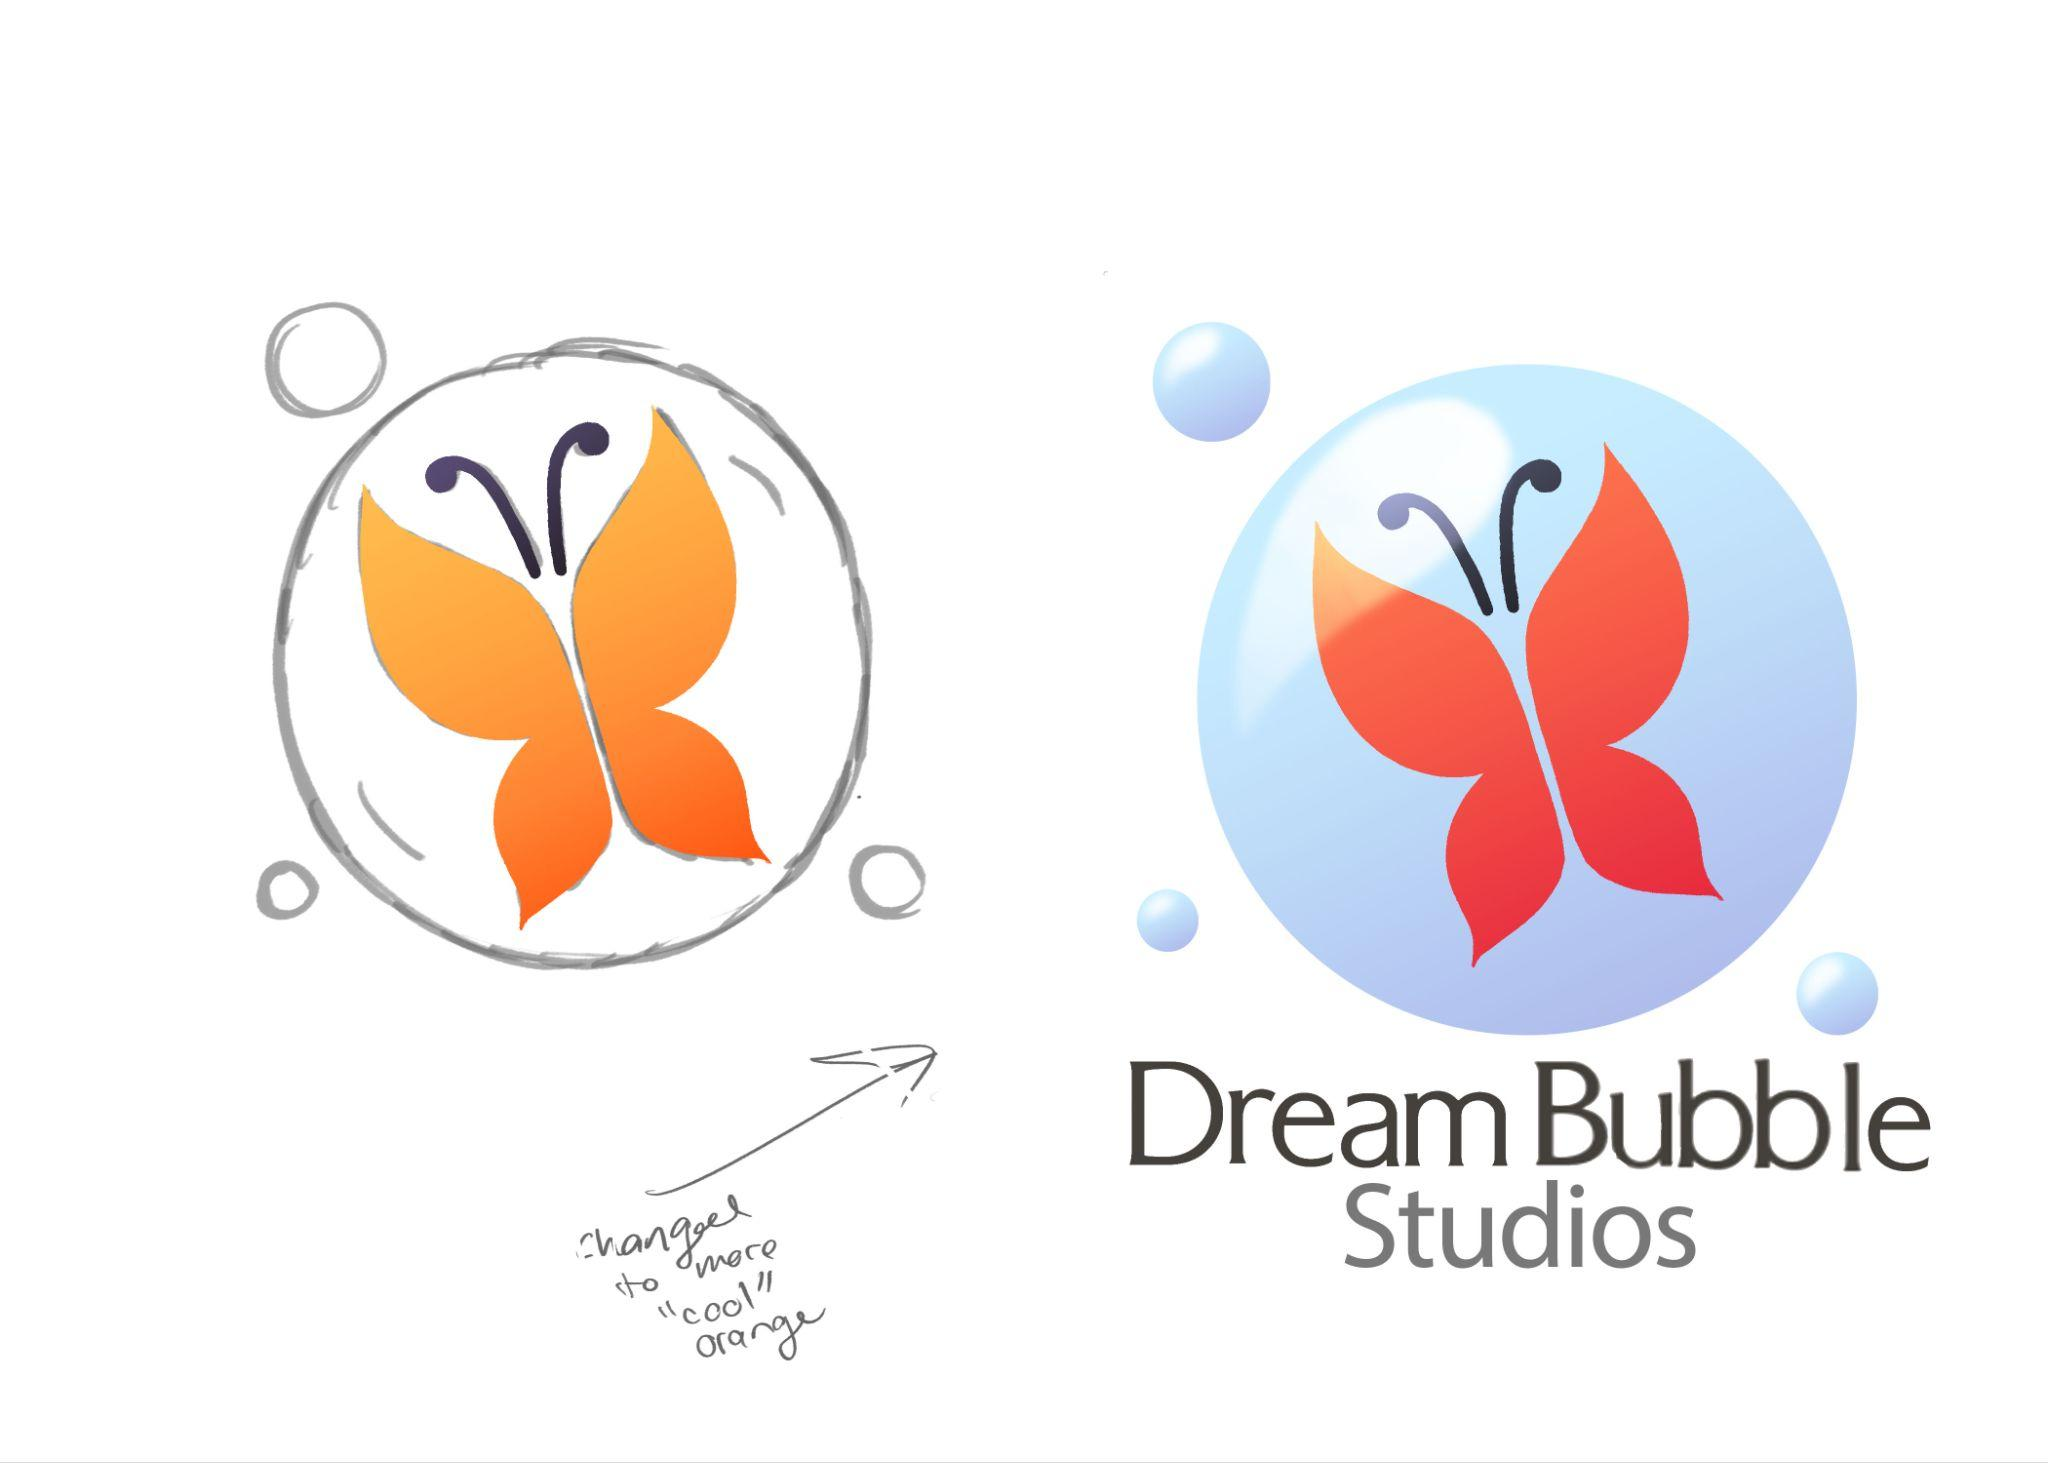 changed
to more
"cool"
orange
Dream Bubble
Studios